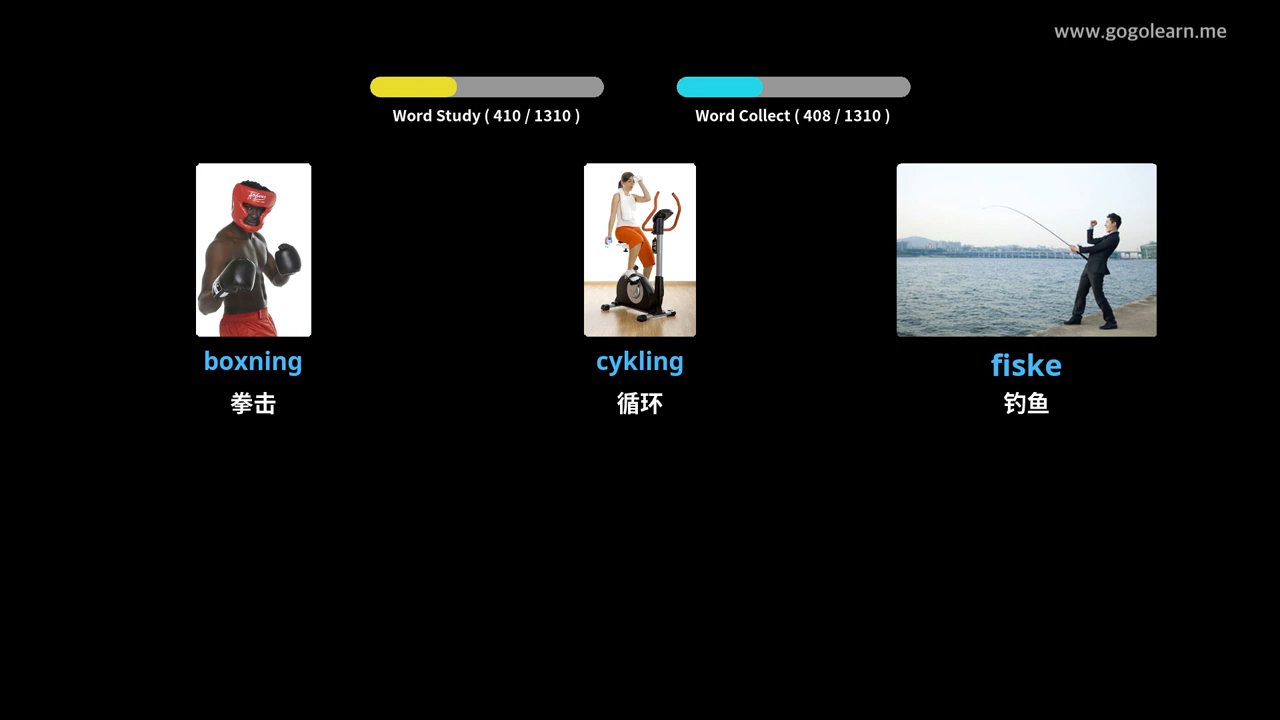 www.gogolearn.me
Word Study ( 410 / 1310 )
Word Collect ( 408 / 1310 )
boxning
cykling
fiske
拳击
循环
钓鱼